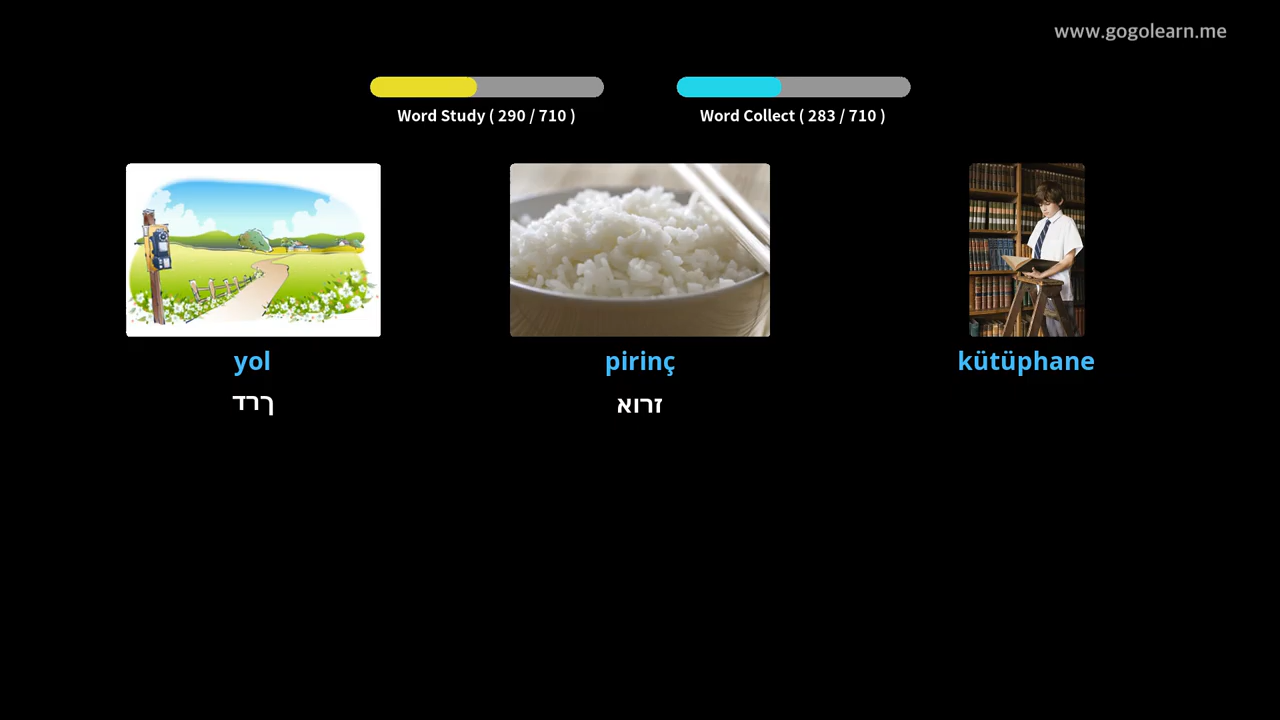 www.gogolearn.me
Word Study ( 290 / 710 )
Word Collect ( 283 / 710 )
yol
pirinç
kütüphane
דרך
אורז